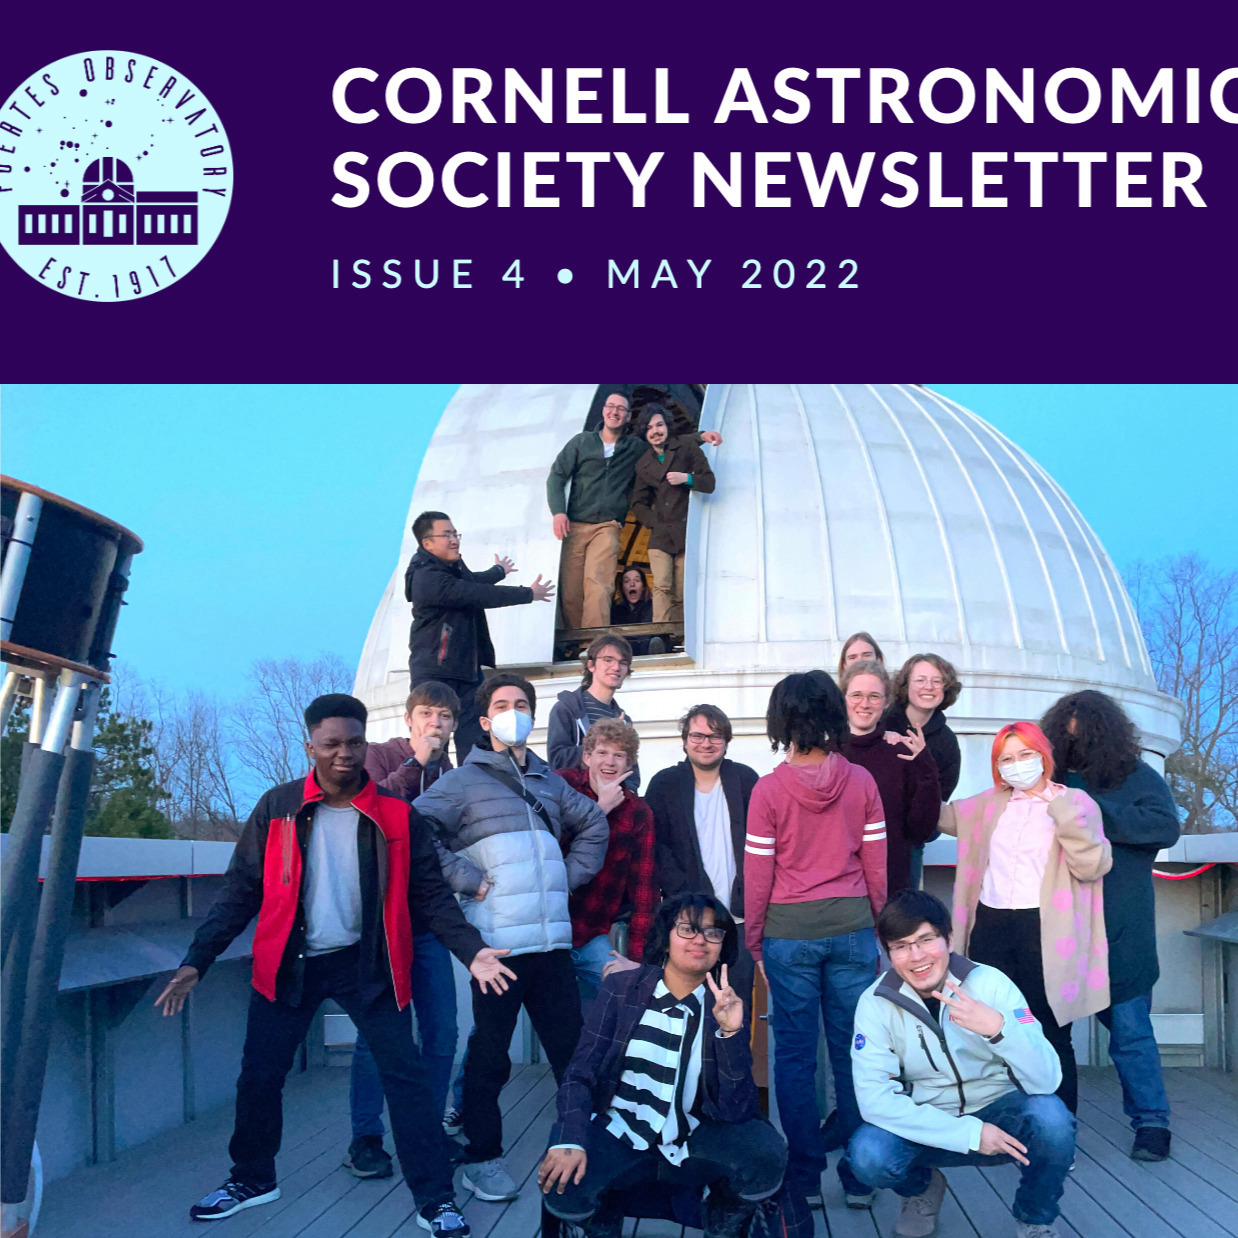 FUERTES OBSERVATORY
EST. 1917
CORNELL ASTRONOMIC
SOCIETY NEWSLETTER
ISSUE 4 • MAY 2022